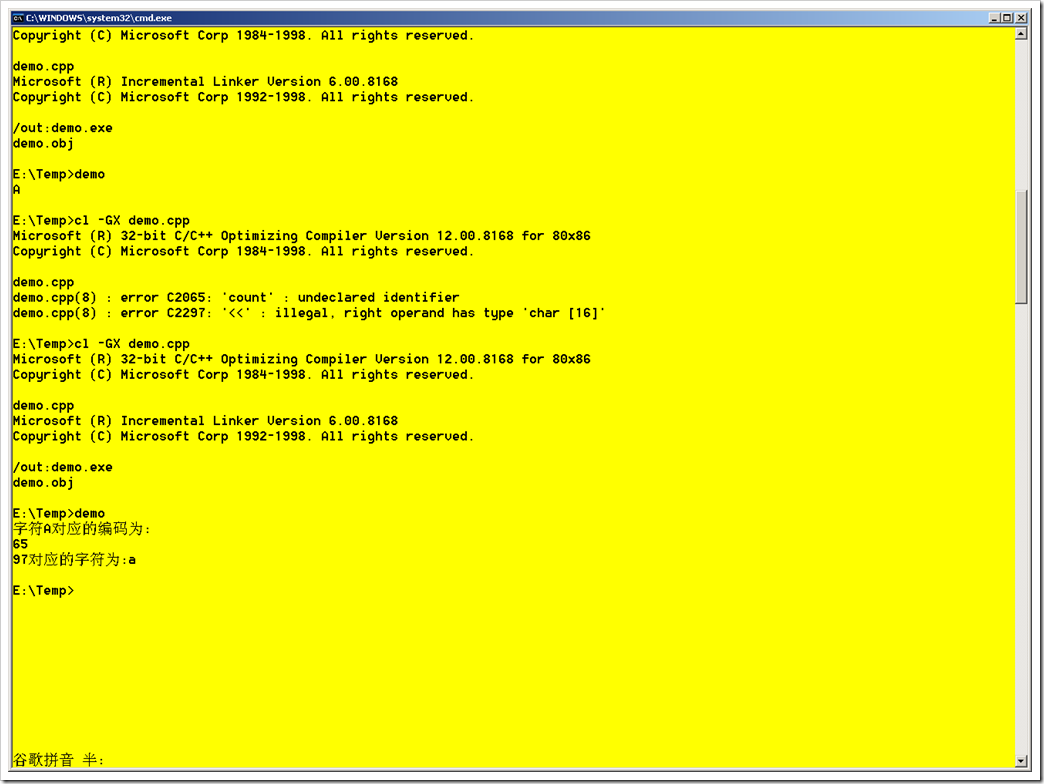 C:\WINDOWS\system32\cmd.exe
Copyright (C) Microsoft Corp 1984-1998. All rights reserved.
demo.cpp
Microsoft (R) Incremental Linker Version 6.00.8168
Copyright (C) Microsoft Corp 1992-1998. All rights reserved.
/out:demo.exe
demo.obj
E:\Temp>demo
A
E:\Temp>cl -GX demo.cpp
Microsoft (R) 32-bit C/C++ Optimizing Compiler Version 12.00.8168 for 80x86
Copyright (C) Microsoft Corp 1984-1998. All rights reserved.
demo.cpp
demo.cpp(8) : error C2065: 'count' : undeclared identifier
demo.cpp(8) : error C2297: '<<' : illegal, right operand has type 'char [16]'
E:\Temp>cl -GX demo.cpp
Microsoft (R) 32-bit C/C++ Optimizing Compiler Version 12.00.8168 for 80x86
Copyright (C) Microsoft Corp 1984-1998. All rights reserved.
demo.cpp
Microsoft (R) Incremental Linker Version 6.00.8168
Copyright (C) Microsoft Corp 1992-1998. All rights reserved.
/out:demo.exe
demo.obj
E:\Temp>demo
字符A对应的编码为:
65
97对应的字符为:a
E:\Temp>
谷歌拼音 半: